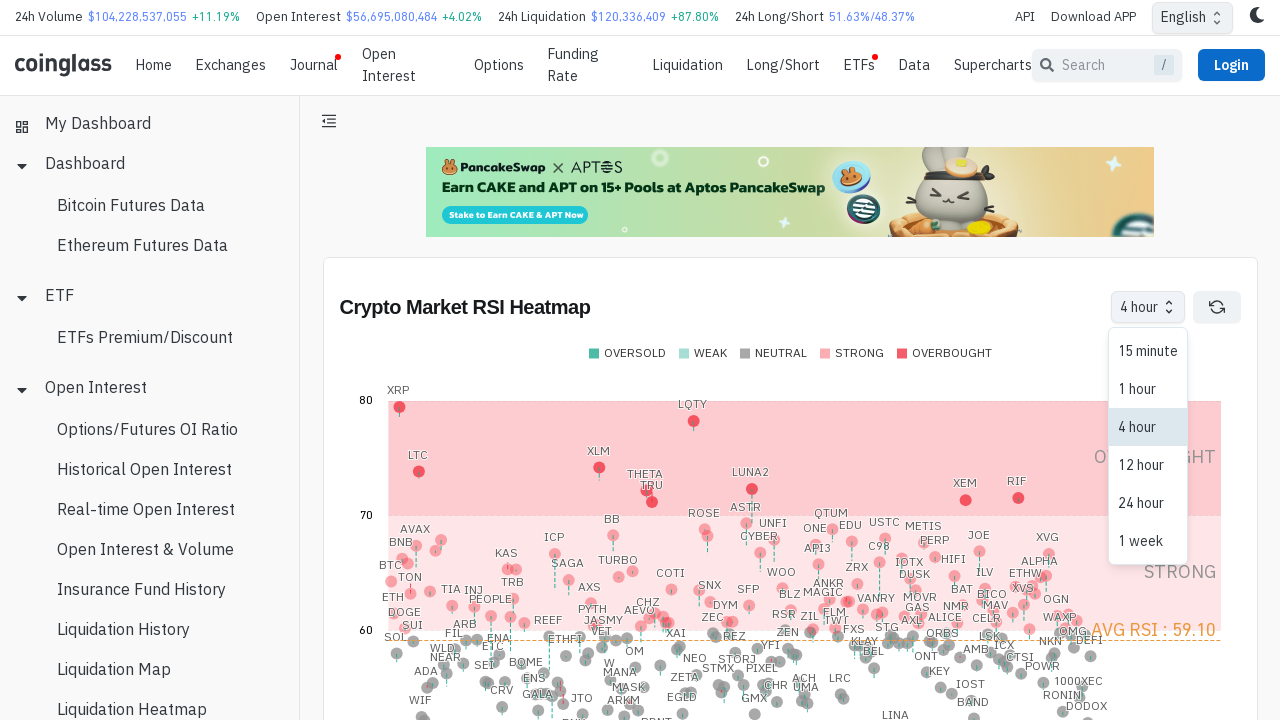 24h Volume $104,228,537,055 +11.19% Open Interest $56,695,080,484 +4.02% 24h Liquidation $120,336,409 +87.80% 24h Long/Short 51.63%/48.37% API Download APP English
coinglass Home Exchanges Journal Open Interest Options Funding Rate Liquidation Long/Short ETFs Data Supercharts Search / Login
My Dashboard
Dashboard
Bitcoin Futures Data
Ethereum Futures Data
ETF
ETFs Premium/Discount
Open Interest
Options/Futures OI Ratio
Historical Open Interest
Real-time Open Interest
Open Interest & Volume
Insurance Fund History
Liquidation History
Liquidation Map
Liquidation Heatmap
PancakeSwap × APTOS
Earn CAKE and APT on 15+ Pools at Aptos PancakeSwap
Stake to Earn CAKE & APT Now
Crypto Market RSI Heatmap
4 hour
15 minute
1 hour
4 hour
12 hour
24 hour
1 week
OVERSOLD WEAK NEUTRAL STRONG OVERBOUGHT
80
XRP
LQTY
LTC
XLM
THETA
TRU
LUNA2
XEM
RIF
70
STRONG
ASTR
ROSE
BB
UNFI
QTUM
ONE
EDU
USTC
METIS
AVAX
BNB
ICP
CYBER
API3
C98
PERP
JOE
XVG
BTC
TON
KAS
SAGA
TURBO
COTI
WOO
ZRX
IOTX
DUSK
HIFI
ILV
ALPHA
ETHW
ETH
TIA
INJ
TRB
AXS
SNX
SFP
BLZ
ANKR
MAGIC
VANRY
MOVR
BAT
BICO
XVS
OGN
PEOPLE
DOGE
SUI
ARB
REEF
PYTH
JASMY
AEVO
CHZ
ZEC
DYM
RSR
ZIL
FLM
TWT
GAS
AXL
NMR
MAV
ALICE
CELR
WAXP
60
AVG RSI : 59.10
SOL
FIL
ENA
ETHFI
VET
XAI
REZ
ZEN
FXS
STG
ORBS
LSK
OMG
DEFI
WLD
NEAR
ETC
OM
YFI
KLAY
BEL
ICX
NKN
ADA
SEI
BOME
W
NEO
STORJ
ONT
AMB
CTSI
POWR
ENS
MANA
STMX
PIXEL
KEY
WIF
CRV
GALA
JTO
MASK
ARKM
ZETA
EGLD
GMX
CHR
ACH
UMA
LRC
IOST
BAND
LINA
1000XEC
RONIN
DODOX